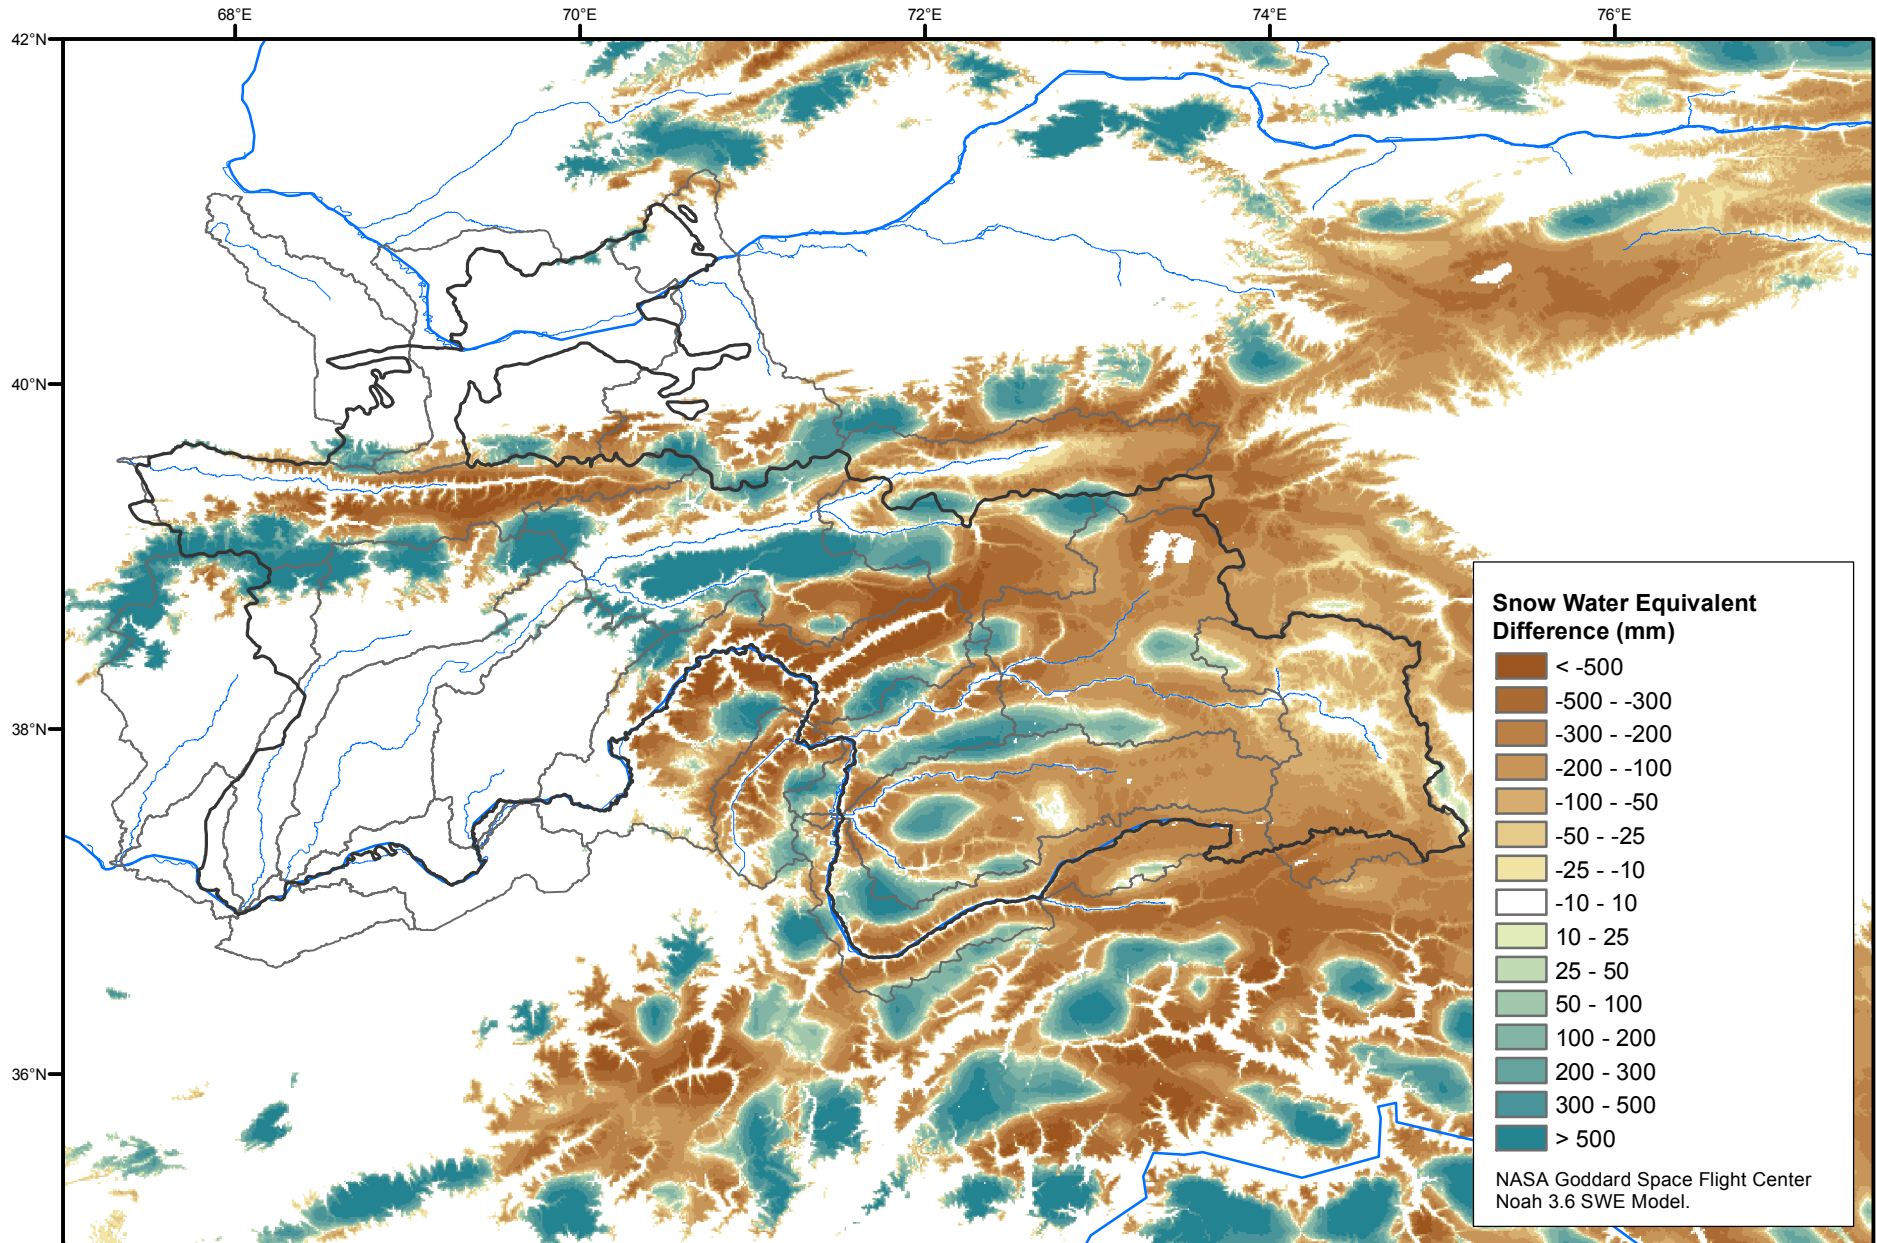 68°E
70°E
72°E
74°E
76°E
42°N
40°N
38°N
36°N
Snow Water Equivalent
Difference (mm)
< -500
-500 - -300
-300 - -200
-200 - -100
-100 - -50
-50 - -25
-25 - -10
-10 - 10
10 - 25
25 - 50
50 - 100
100 - 200
200 - 300
300 - 500
> 500
NASA Goddard Space Flight Center
Noah 3.6 SWE Model.